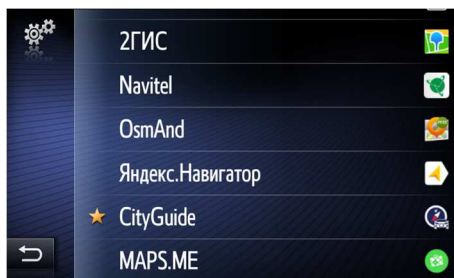 2ГИС
Navitel
OsmAnd
Яндекс.Навигатор
CityGuide
MAPS.ME